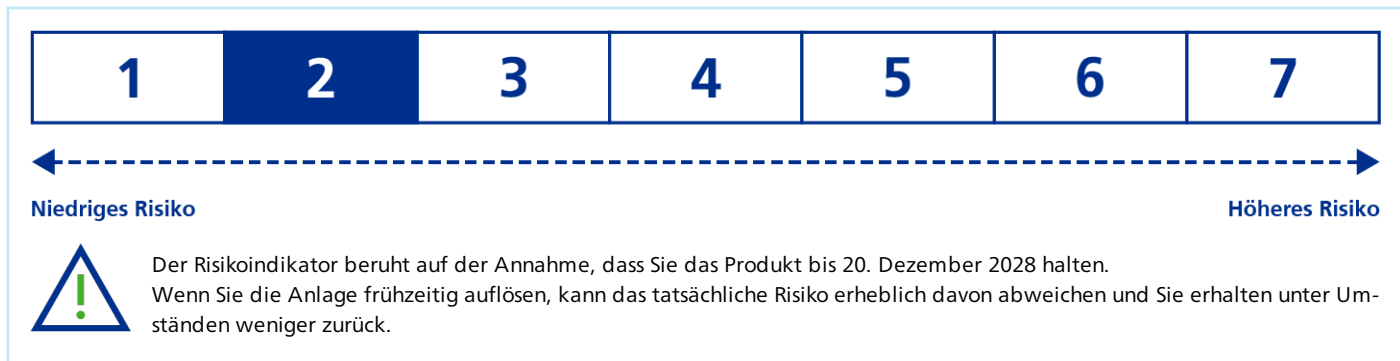 1 2 3 4 5 6 7
Niedriges Risiko Höheres Risiko
!
Der Risikoindikator beruht auf der Annahme, dass Sie das Produkt bis 20. Dezember 2028 halten.
Wenn Sie die Anlage frühzeitig auflösen, kann das tatsächliche Risiko erheblich davon abweichen und Sie erhalten unter Um-
ständen weniger zurück.